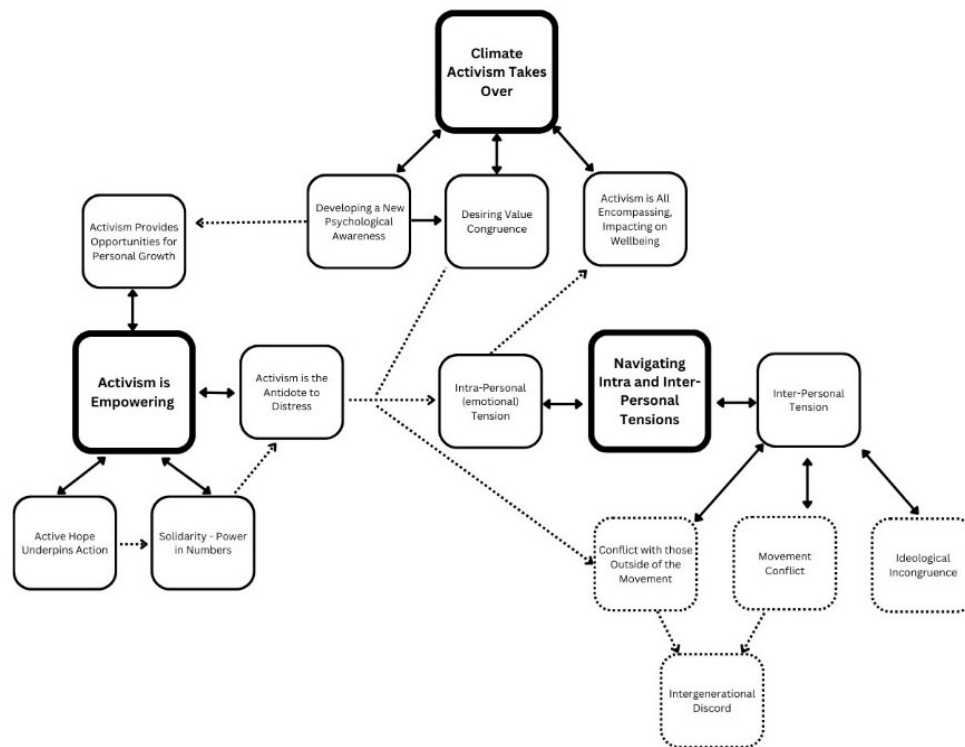 Climate
Activism Takes
Over
Developing a New
Psychological
Awareness
Desiring Value
Congruence
Activism is All
Encompassing,
Impacting on
Wellbeing
Activism Provides
Opportunities for
Personal Growth
Activism is
Empowering
Activism is the
Antidote to
Distress
Intra-Personal
(emotional)
Tension
Navigating
Intra and Inter-
Personal
Tensions
Inter-Personal
Tension
Active Hope
Underpins Action
Solidarity - Power
in Numbers
Conflict with those
Outside of the
Movement
Movement
Conflict
Ideological
Incongruence
Intergenerational
Discord